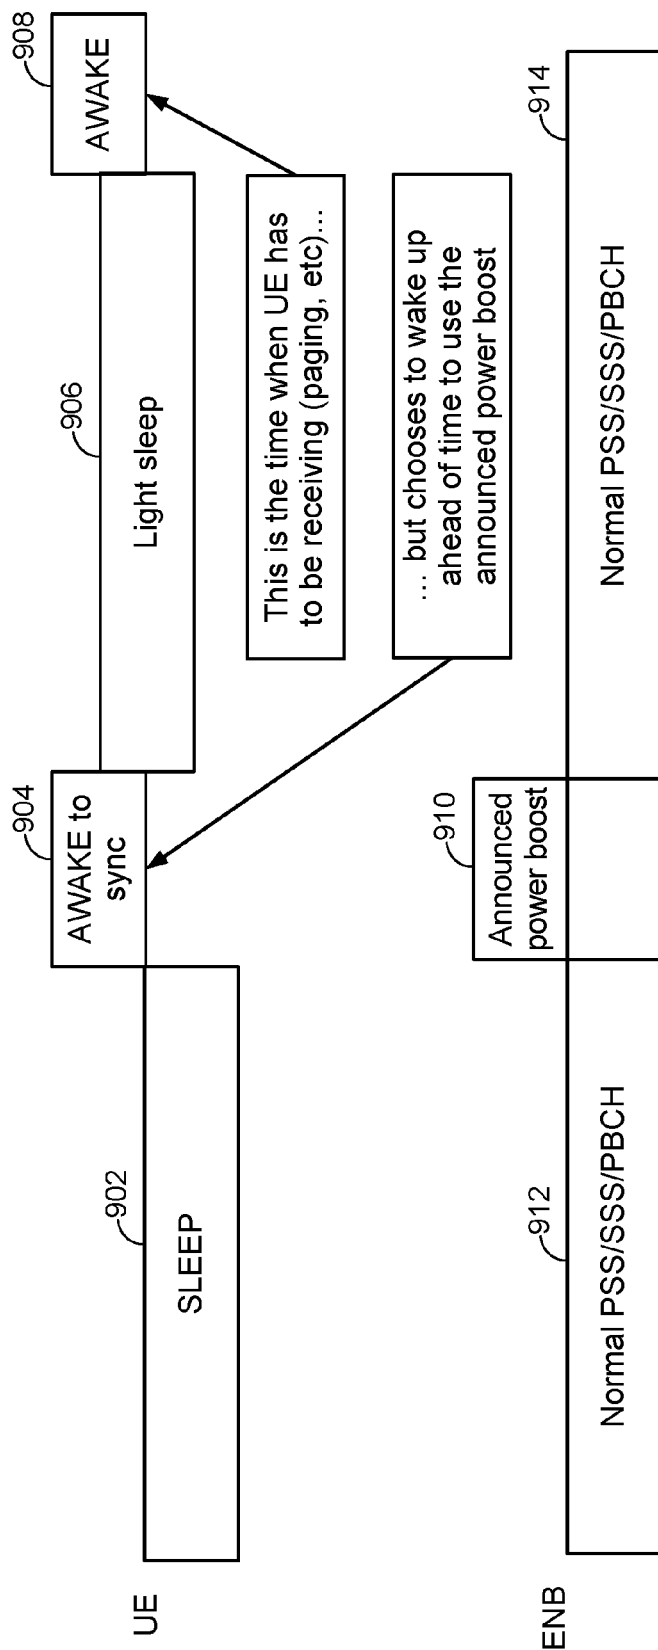 UE
902
SLEEP
904
AWAKE to
sync
906
Light sleep
908
AWAKE
This is the time when UE has
to be receiving (paging, etc)...
... but chooses to wake up
ahead of time to use the
announced power boost
ENB
912
Normal PSS/SSS/PBCH
910
Announced
power boost
914
Normal PSS/SSS/PBCH